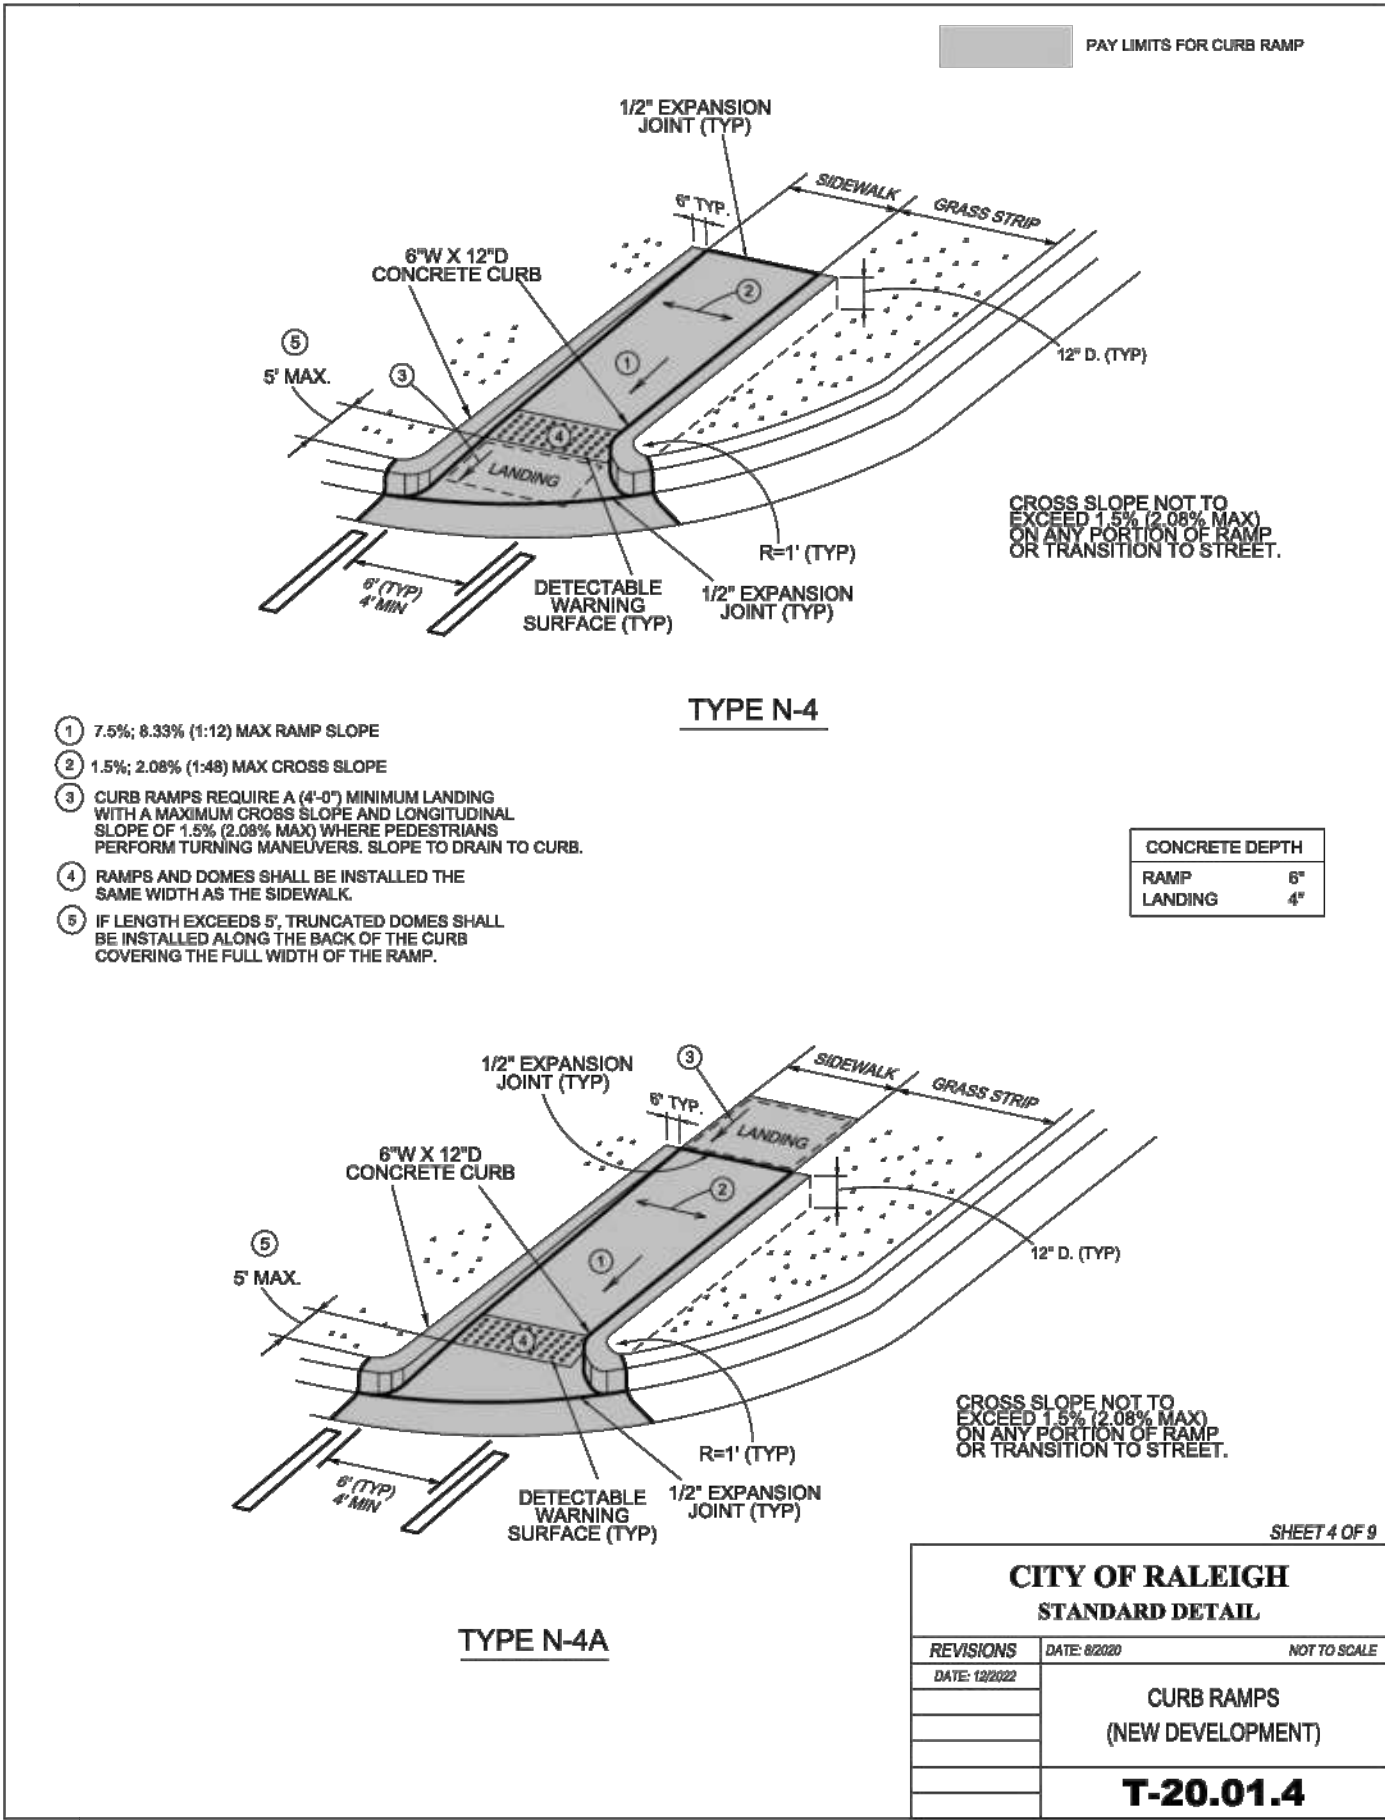 PAY LIMITS FOR CURB RAMP
1/2" EXPANSION
JOINT (TYP)
SIDEWALK
GRASS STRIP
6" TYP.
6"W X 12"D
CONCRETE CURB
2
5
5' MAX.
3
1
12" D. (TYP)
4
LANDING
CROSS SLOPE NOT TO
EXCEED 1.5% (2.08% MAX)
ON ANY PORTION OF RAMP
OR TRANSITION TO STREET.
R=1' (TYP)
6' (TYP)
4' MIN
DETECTABLE
WARNING
SURFACE (TYP)
1/2" EXPANSION
JOINT (TYP)
TYPE N-4
1 7.5%; 8.33% (1:12) MAX RAMP SLOPE
2 1.5%; 2.08% (1:48) MAX CROSS SLOPE
3 CURB RAMPS REQUIRE A (4'-0") MINIMUM LANDING
WITH A MAXIMUM CROSS SLOPE AND LONGITUDINAL
SLOPE OF 1.5% (2.08% MAX) WHERE PEDESTRIANS
PERFORM TURNING MANEUVERS. SLOPE TO DRAIN TO CURB.
4 RAMPS AND DOMES SHALL BE INSTALLED THE
SAME WIDTH AS THE SIDEWALK.
5 IF LENGTH EXCEEDS 5', TRUNCATED DOMES SHALL
BE INSTALLED ALONG THE BACK OF THE CURB
COVERING THE FULL WIDTH OF THE RAMP.
CONCRETE DEPTH
RAMP 6"
LANDING 4"
1/2" EXPANSION
JOINT (TYP)
3
SIDEWALK
GRASS STRIP
6" TYP.
LANDING
6"W X 12"D
CONCRETE CURB
2
5
5' MAX.
1
12" D. (TYP)
4
CROSS SLOPE NOT TO
EXCEED 1.5% (2.08% MAX)
ON ANY PORTION OF RAMP
OR TRANSITION TO STREET.
R=1' (TYP)
6' (TYP)
4' MIN
DETECTABLE
WARNING
SURFACE (TYP)
1/2" EXPANSION
JOINT (TYP)
TYPE N-4A
SHEET 4 OF 9
CITY OF RALEIGH
STANDARD DETAIL
REVISIONS
DATE: 8/2020 NOT TO SCALE
DATE: 12/2022
CURB RAMPS
(NEW DEVELOPMENT)
T-20.01.4